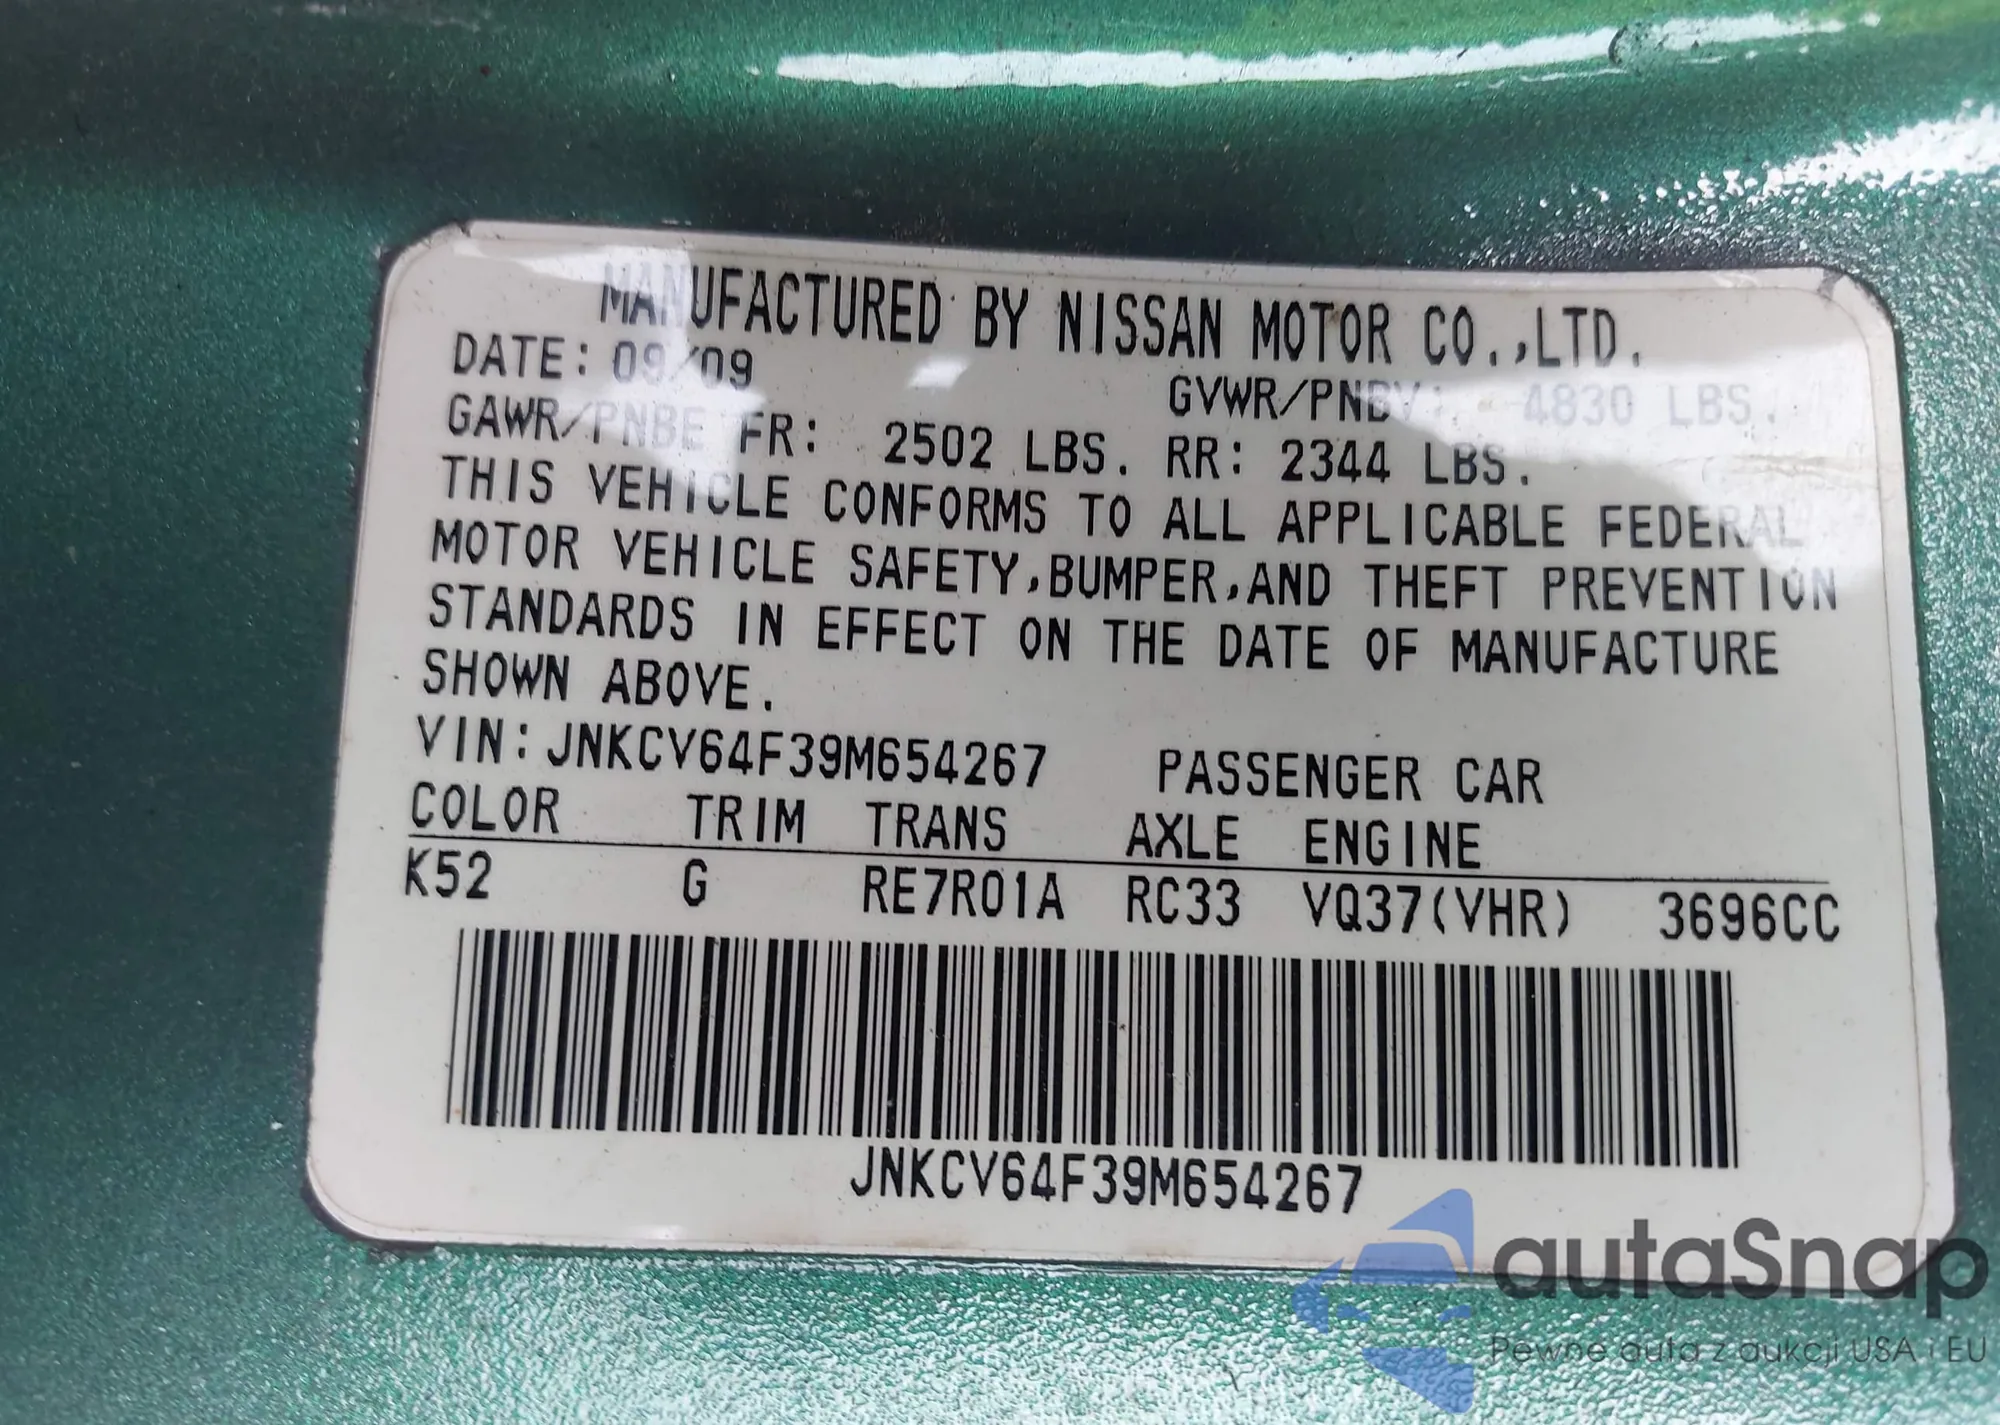 MANUFACTURED BY NISSAN MOTOR CO.,LTD.
DATE: 09/09
GVWR/PNBV: 4830 LBS.
GAWR/PNBE FR: 2502 LBS. RR: 2344 LBS.
THIS VEHICLE CONFORMS TO ALL APPLICABLE FEDERAL
MOTOR VEHICLE SAFETY,BUMPER,AND THEFT PREVENTION
STANDARDS IN EFFECT ON THE DATE OF MANUFACTURE
SHOWN ABOVE.
VIN: JNKCV64F39M654267 PASSENGER CAR
COLOR TRIM TRANS AXLE ENGINE
K52 G RE7R01A RC33 VQ37(VHR) 3696CC
JNKCV64F39M654267
autaSnap
Pewne auta z aukcji USA i EU